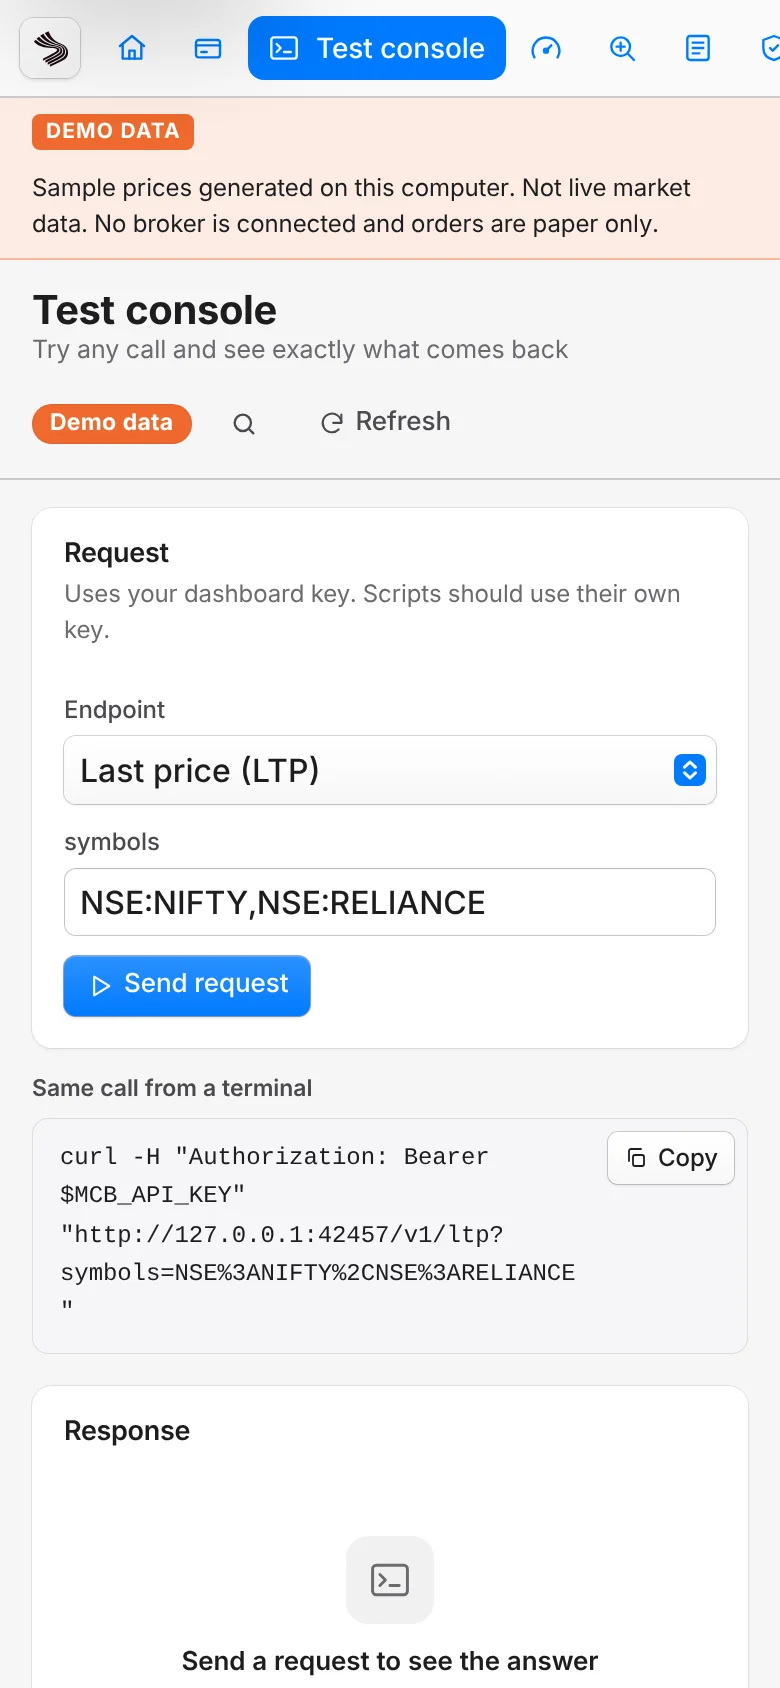 Test console
DEMO DATA
Sample prices generated on this computer. Not live market
data. No broker is connected and orders are paper only.
Test console
Try any call and see exactly what comes back
Demo data
Refresh
Request
Uses your dashboard key. Scripts should use their own
key.
Endpoint
Last price (LTP)
symbols
NSE:NIFTY,NSE:RELIANCE
Send request
Same call from a terminal
curl -H "Authorization: Bearer
$MCB_API_KEY"
"http://127.0.0.1:42457/v1/ltp?
symbols=NSE%3ANIFTY%2CNSE%3ARELIANCE
"
Copy
Response
Send a request to see the answer